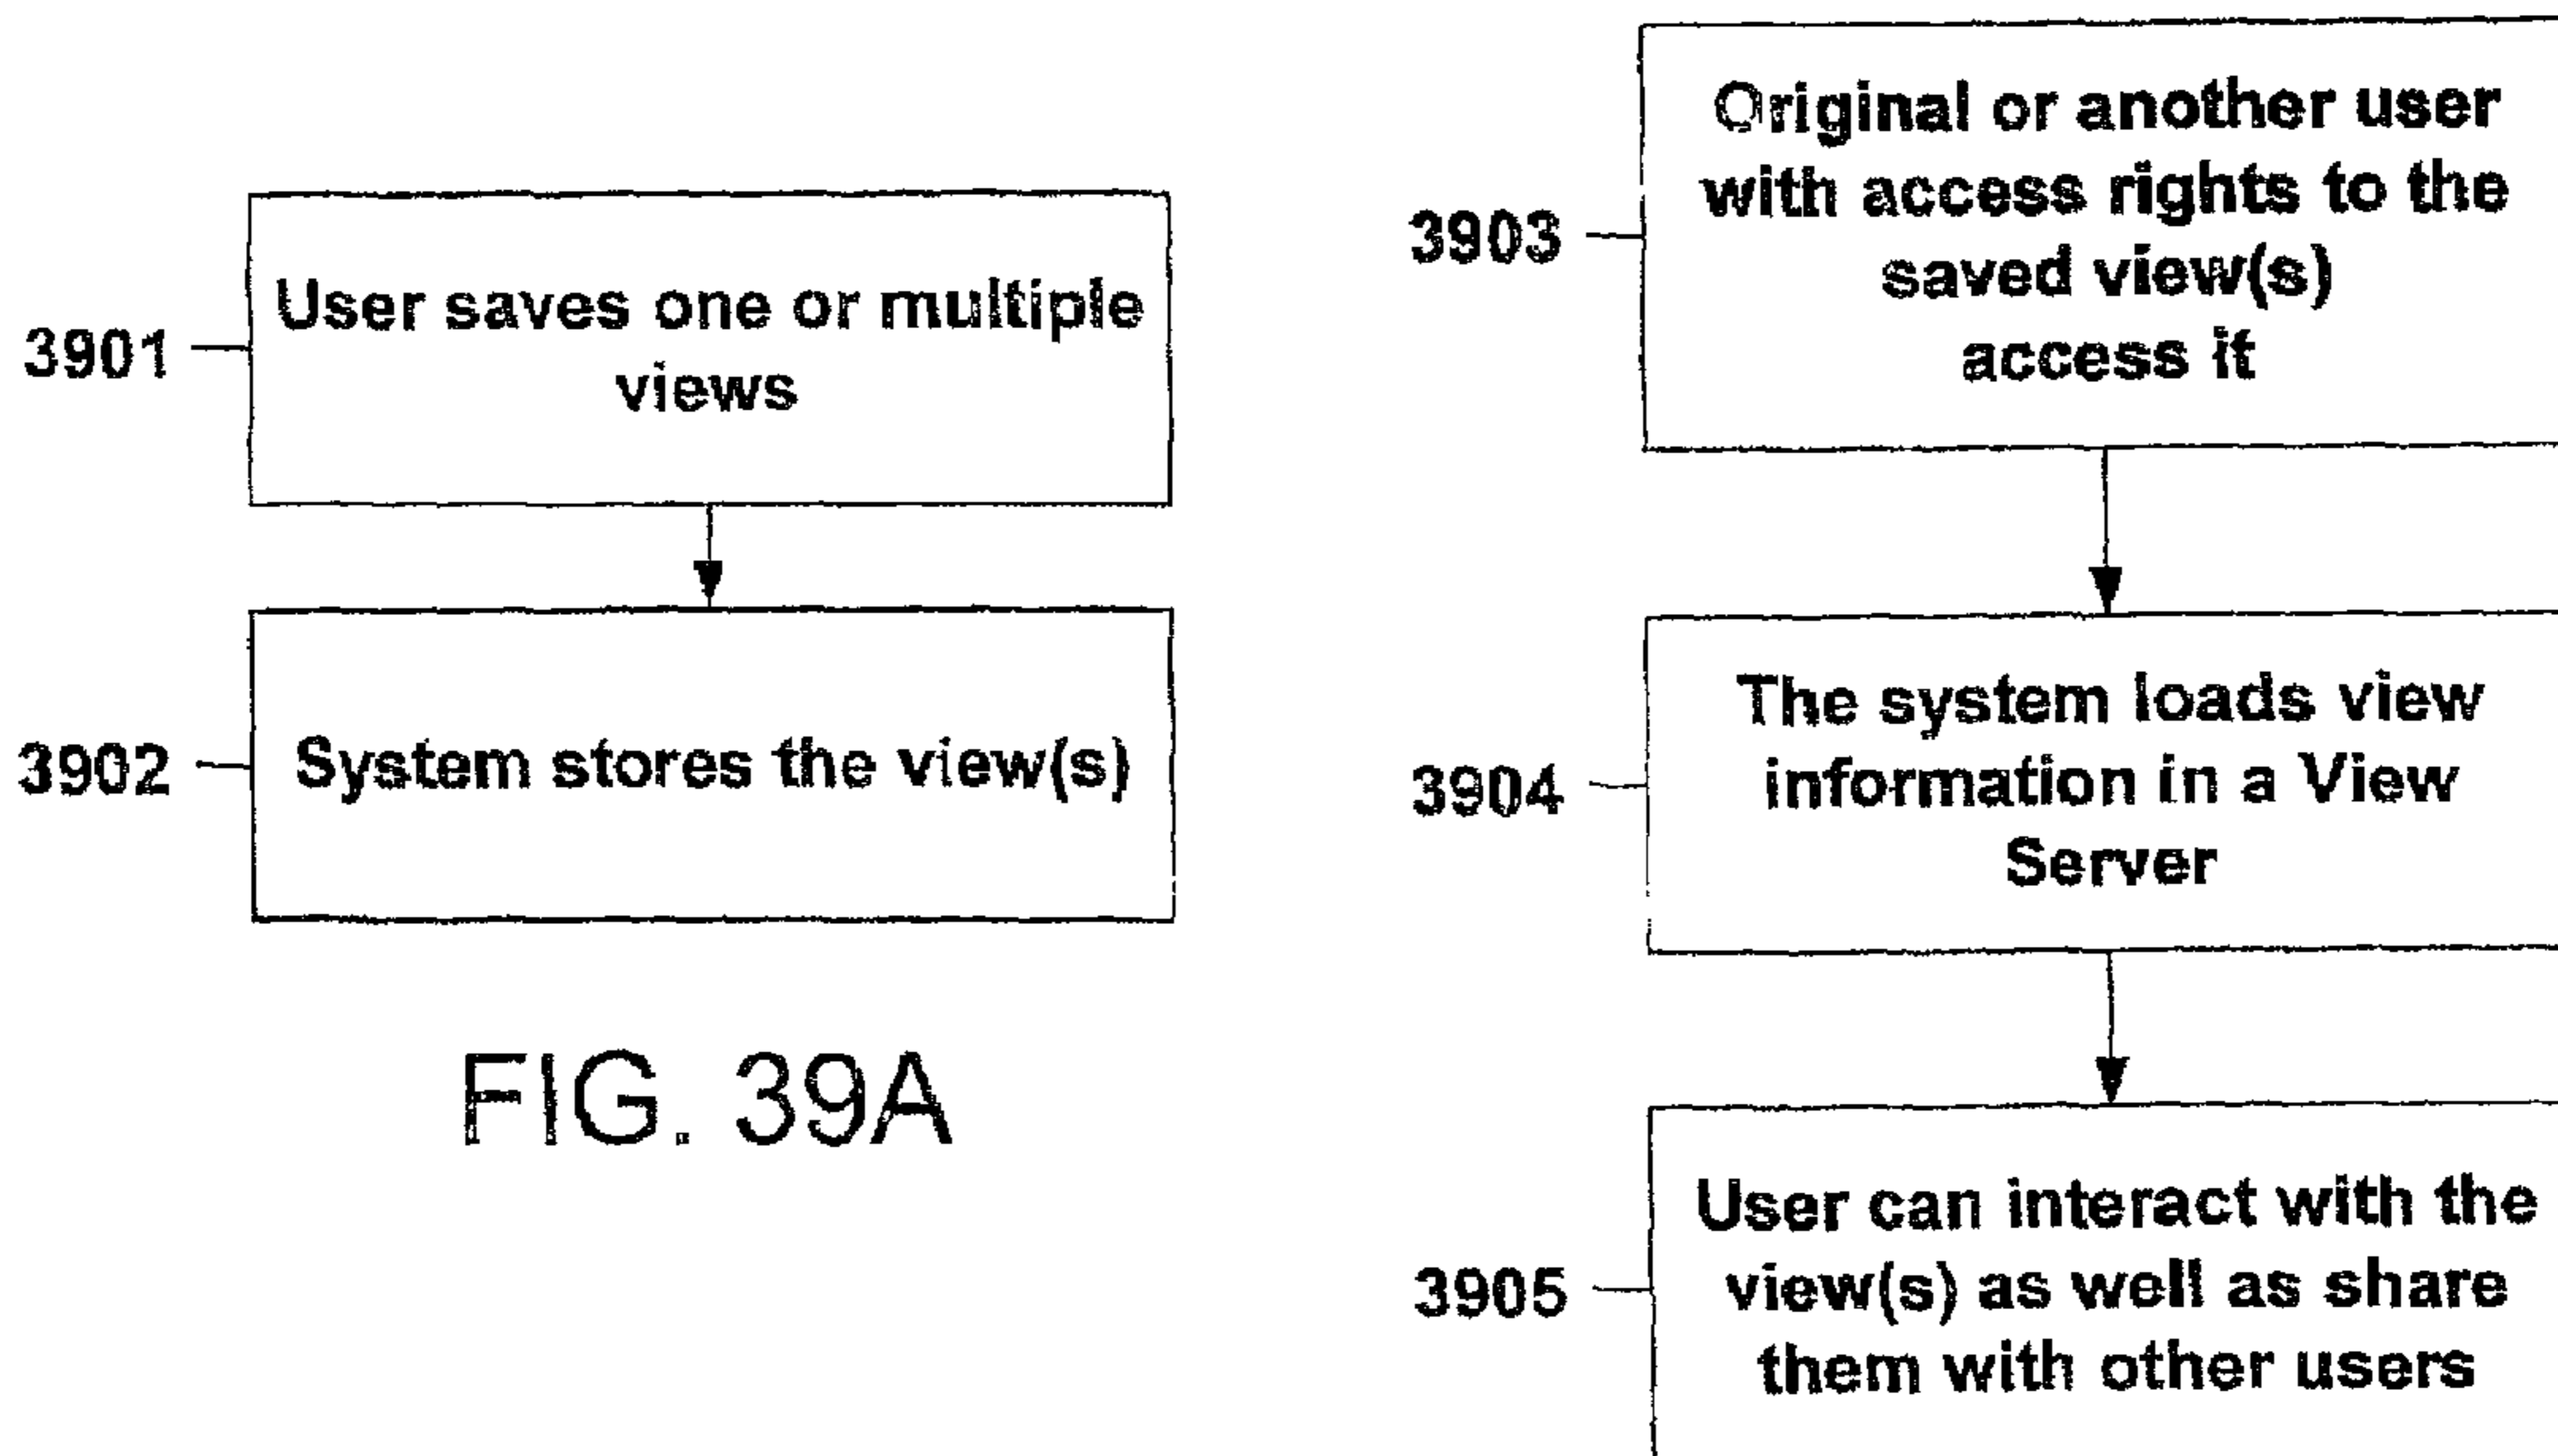 3901
User saves one or multiple
views
3902
System stores the view(s)
FIG. 39A
3903
Original or another user
with access rights to the
saved view(s)
access it
3904
The system loads view
information in a View
Server
3905
User can interact with the
view(s) as well as share
them with other users